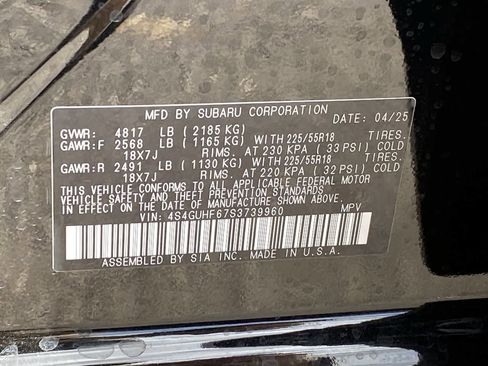 MFD BY SUBARU CORPORATION DATE: 04/25
GVWR: 4817 LB (2185 KG)
GAWR:F 2568 LB (1165 KG) WITH 225/55R18 TIRES.
18X7J RIMS. AT 230 KPA (33 PSI) COLD
GAWR:R 2491 LB (1130 KG) WITH 225/55R18 TIRES.
18X7J RIMS. AT 220 KPA (32 PSI) COLD
THIS VEHICLE CONFORMS TO ALL APPLICABLE FEDERAL MOTOR
VEHICLE SAFETY AND THEFT PREVENTION STANDARDS
IN EFFECT ON THE DATE OF MANUFACTURE SHOWN ABOVE.
VIN: 4S4GUHF67S3739960 MPV
ASSEMBLED BY SIA INC. MADE IN U.S.A.